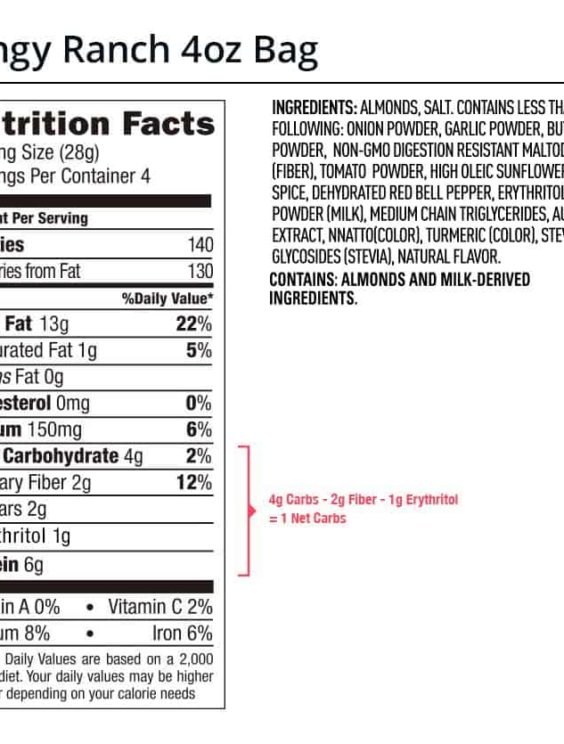 ngy Ranch 4oz Bag
trition Facts
ng Size (28g)
ngs Per Container 4
nt Per Serving
ies 140
ries from Fat 130
%Daily Value*
Fat 13g 22%
urated Fat 1g 5%
ns Fat 0g
esterol 0mg 0%
um 150mg 6%
Carbohydrate 4g 2%
ary Fiber 2g 12%
ars 2g
thritol 1g
ein 6g
in A 0% • Vitamin C 2%
um 8% • Iron 6%
Daily Values are based on a 2,000
diet. Your daily values may be higher
r depending on your calorie needs
INGREDIENTS: ALMONDS, SALT. CONTAINS LESS TH
FOLLOWING: ONION POWDER, GARLIC POWDER, BU
POWDER, NON-GMO DIGESTION RESISTANT MALTO
(FIBER), TOMATO POWDER, HIGH OLEIC SUNFLOWE
SPICE, DEHYDRATED RED BELL PEPPER, ERYTHRITOL
POWDER (MILK), MEDIUM CHAIN TRIGLYCERIDES, A
EXTRACT, NNATTO(COLOR), TURMERIC (COLOR), STE
GLYCOSIDES (STEVIA), NATURAL FLAVOR.
CONTAINS: ALMONDS AND MILK-DERIVED
INGREDIENTS.
4g Carbs - 2g Fiber - 1g Erythritol
= 1 Net Carbs